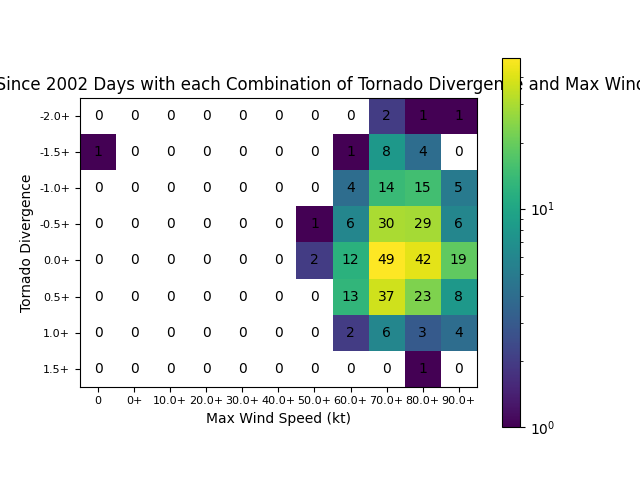 Since 2002 Days with each Combination of Tornado Divergence and Max Wind
-2.0+ 0 0 0 0 0 0 0 0 2 1 1
-1.5+ 1 0 0 0 0 0 0 1 8 4 0
-1.0+ 0 0 0 0 0 0 0 4 14 15 5
-0.5+ 0 0 0 0 0 0 1 6 30 29 6
0.0+ 0 0 0 0 0 0 2 12 49 42 19
0.5+ 0 0 0 0 0 0 0 13 37 23 8
1.0+ 0 0 0 0 0 0 0 2 6 3 4
1.5+ 0 0 0 0 0 0 0 0 0 1 0
0 0+ 10.0+ 20.0+ 30.0+ 40.0+ 50.0+ 60.0+ 70.0+ 80.0+ 90.0+
Max Wind Speed (kt)
Tornado Divergence
10¹
10⁰